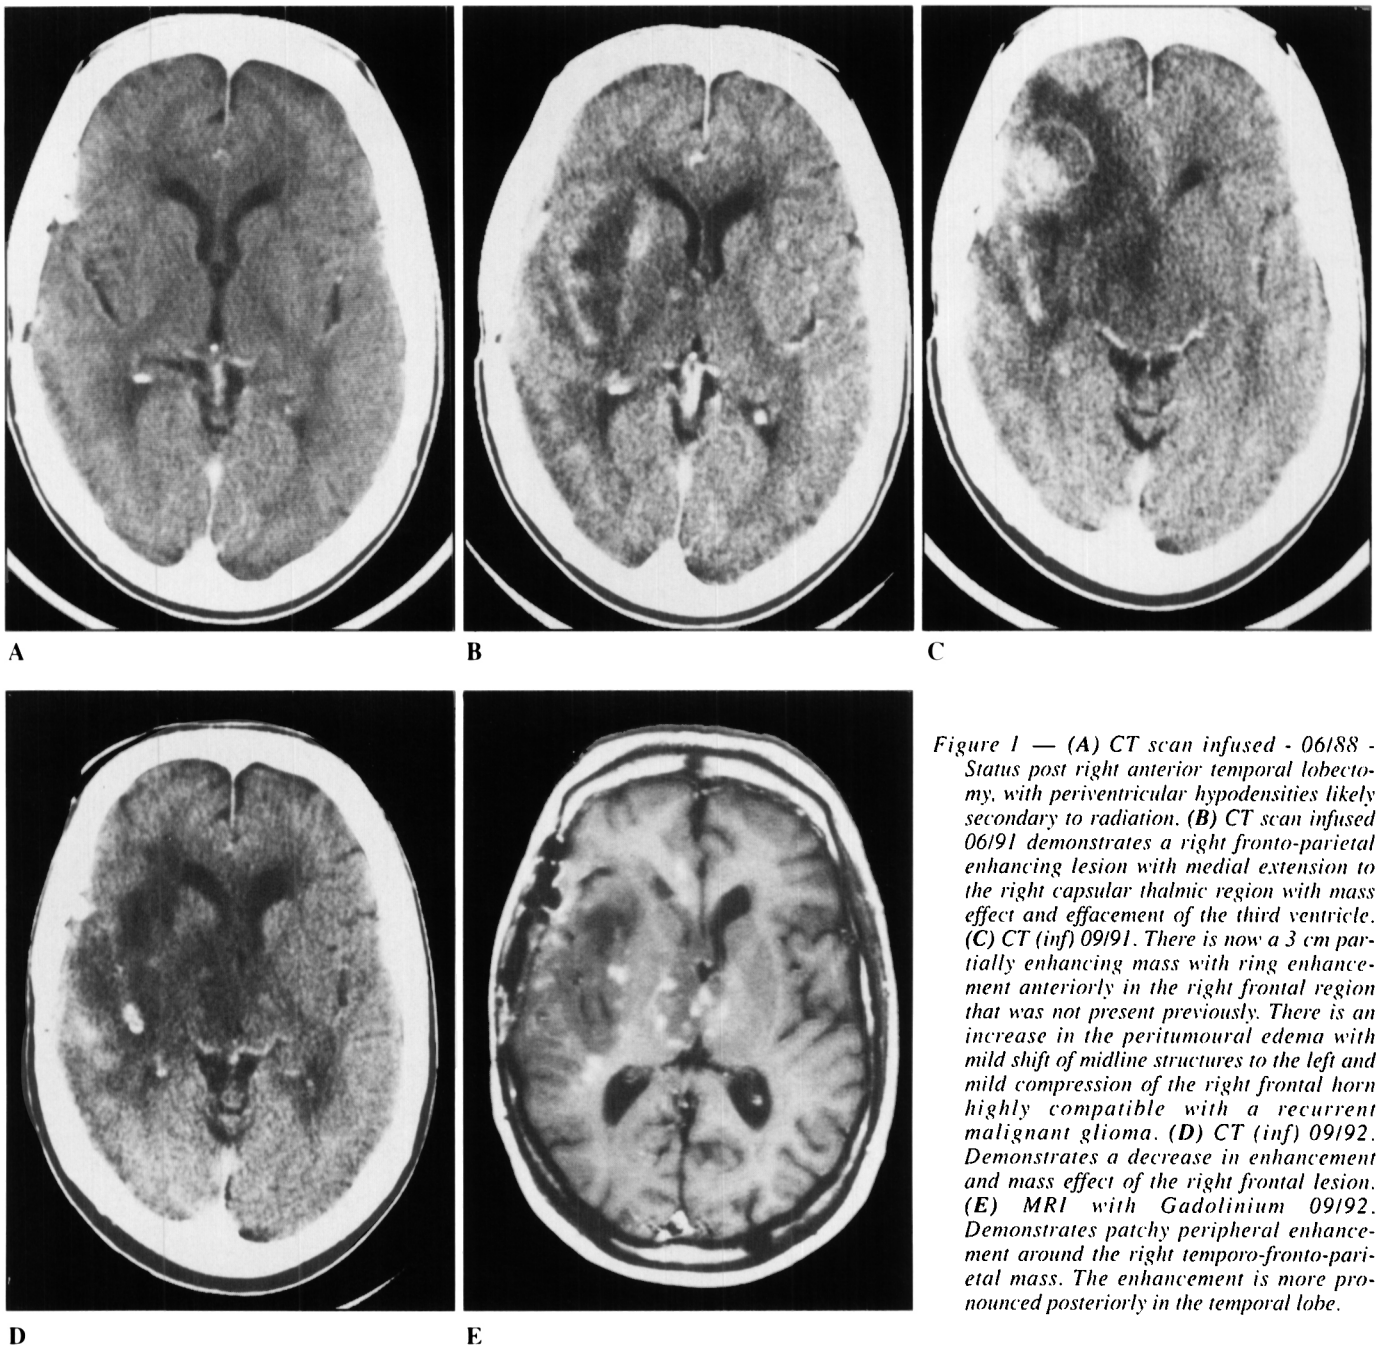 A
B
C
D
E
Figure 1 — (A) CT scan infused - 06/88 -
Status post right anterior temporal lobecto-
my, with periventricular hypodensities likely
secondary to radiation. (B) CT scan infused
06/91 demonstrates a right fronto-parietal
enhancing lesion with medial extension to
the right capsular thalmic region with mass
effect and effacement of the third ventricle.
(C) CT (inf) 09/91. There is now a 3 cm par-
tially enhancing mass with ring enhance-
ment anteriorly in the right frontal region
that was not present previously. There is an
increase in the peritumoural edema with
mild shift of midline structures to the left and
mild compression of the right frontal horn
highly compatible with a recurrent
malignant glioma. (D) CT (inf) 09/92.
Demonstrates a decrease in enhancement
and mass effect of the right frontal lesion.
(E) MRI with Gadolinium 09/92.
Demonstrates patchy peripheral enhance-
ment around the right temporo-fronto-pari-
etal mass. The enhancement is more pro-
nounced posteriorly in the temporal lobe.